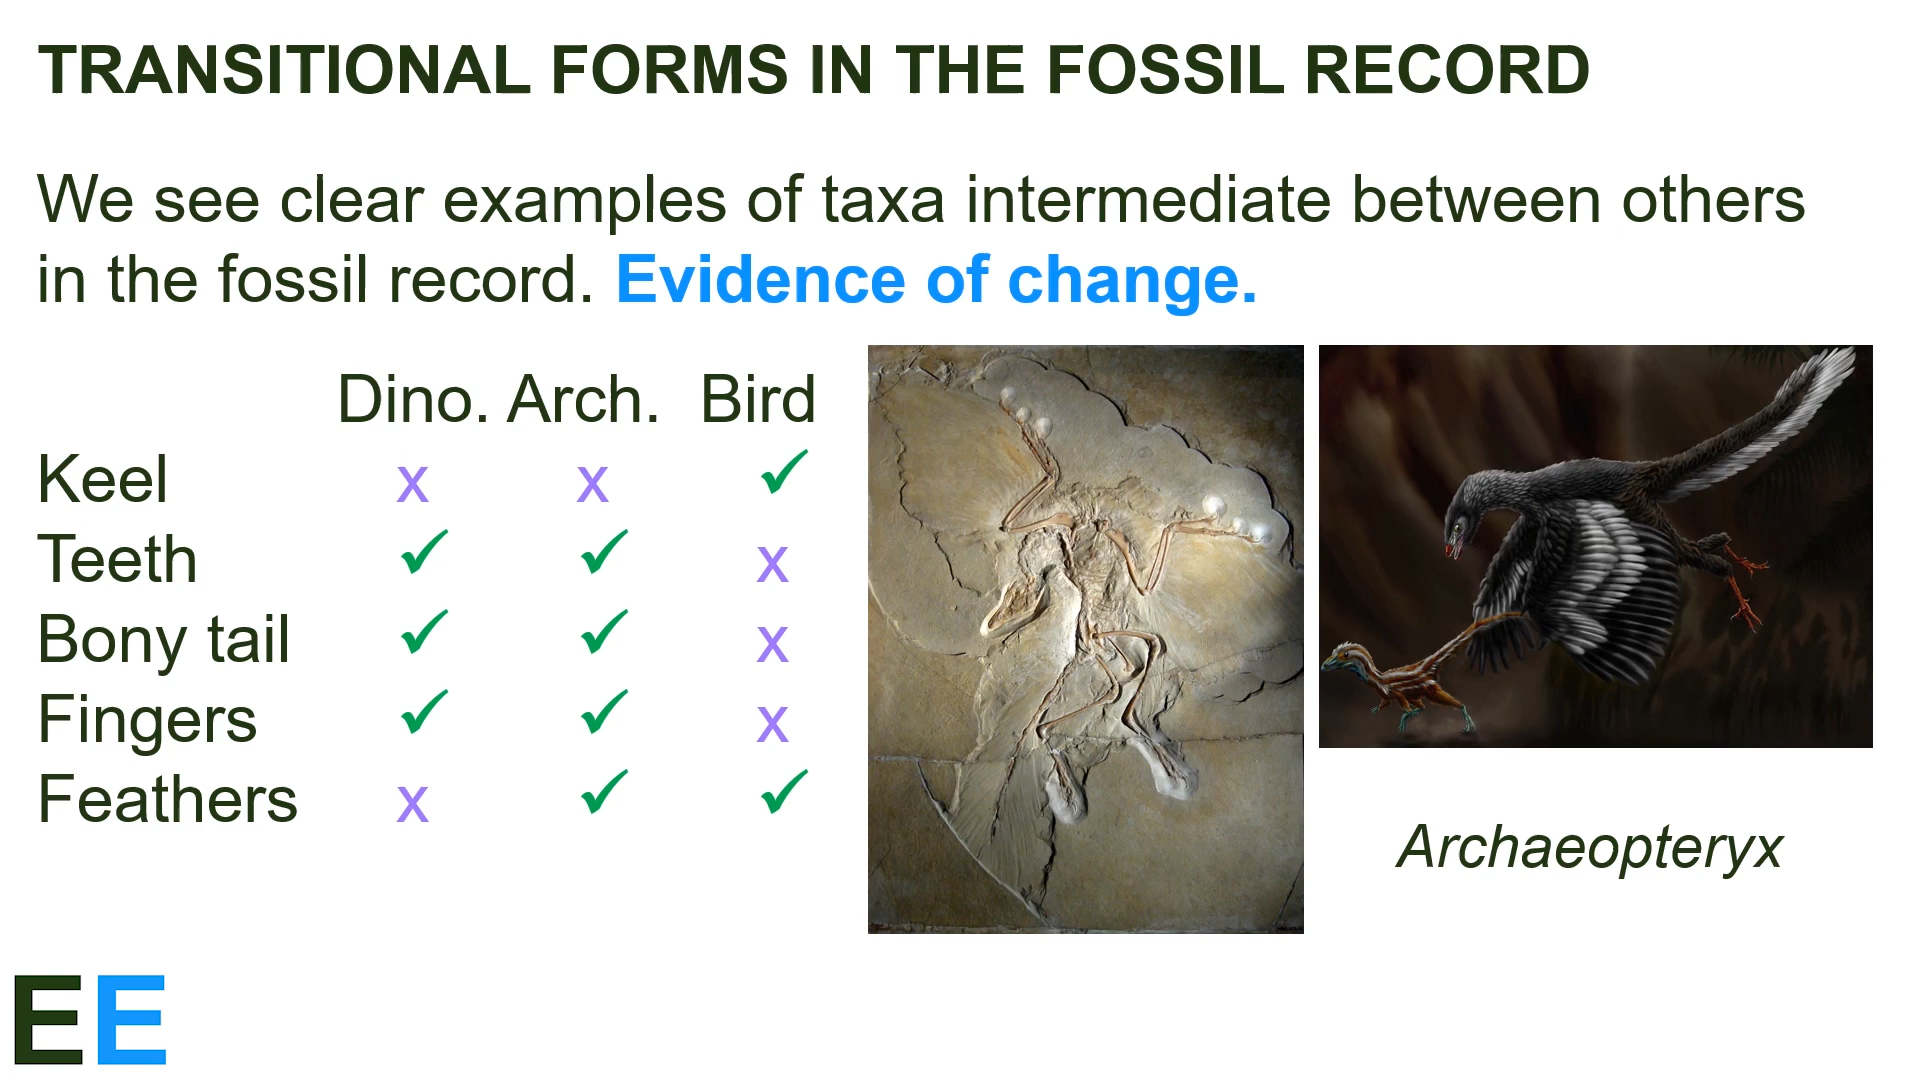 TRANSITIONAL FORMS IN THE FOSSIL RECORD
We see clear examples of taxa intermediate between others
in the fossil record. Evidence of change.
Dino. Arch. Bird
Keel x x ✓
Teeth ✓ ✓ x
Bony tail ✓ ✓ x
Fingers ✓ ✓ x
Feathers x ✓ ✓
Archaeopteryx
EE